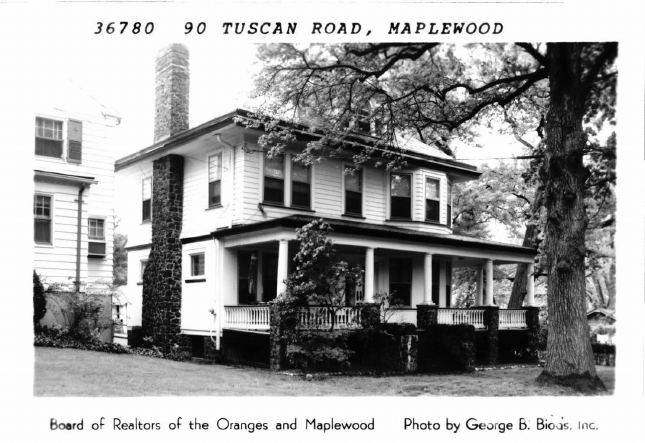 36780 90 TUSCAN ROAD, MAPLEWOOD
Board of Realtors of the Oranges and Maplewood Photo by George B. Inc.